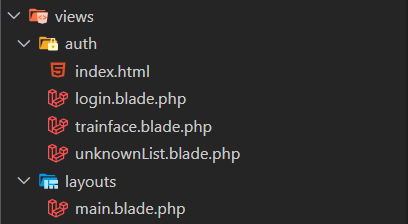 views
auth
index.html
login.blade.php
trainface.blade.php
unknownList.blade.php
layouts
main.blade.php